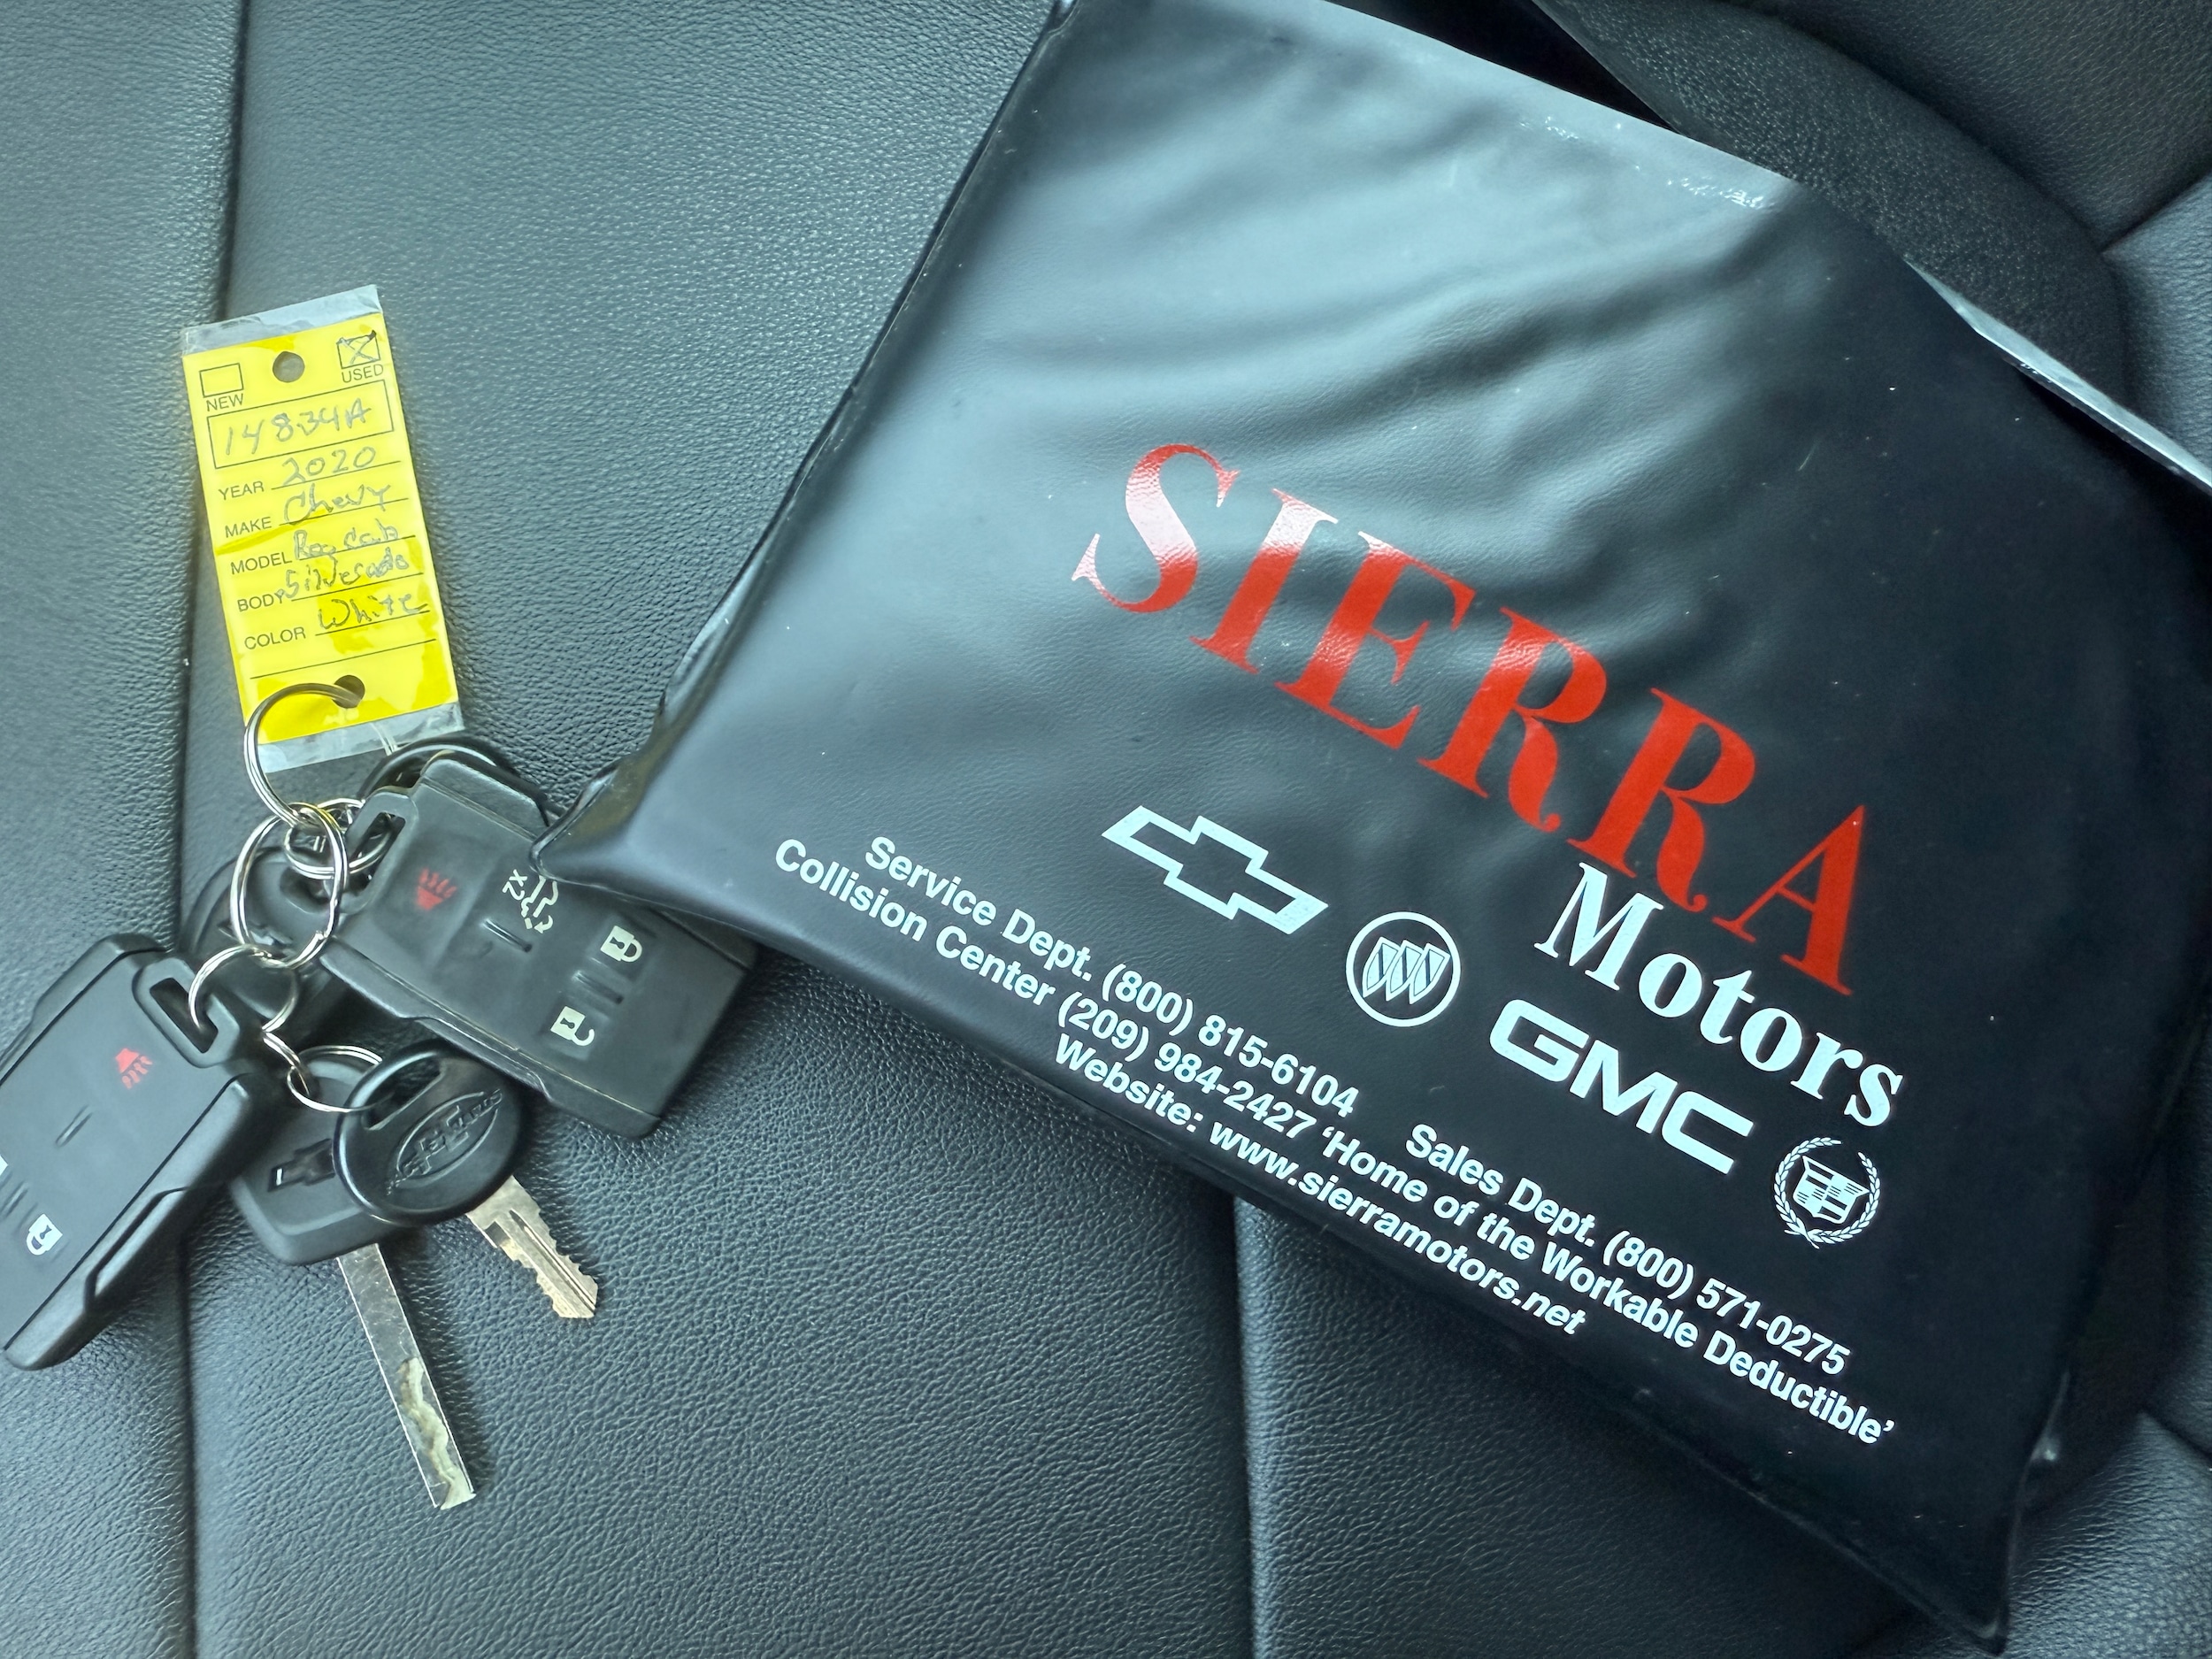 NEW
USED
14834A
YEAR 2020
MAKE Chevy
MODEL Reg Cab
BODY Silverado
COLOR White
X2
SIERRA
Motors
GMC
Service Dept. (800) 815-6104
Sales Dept. (800) 571-0275
Collision Center (209) 984-2427 ‘Home of the Workable Deductible’
Website: www.sierramotors.net